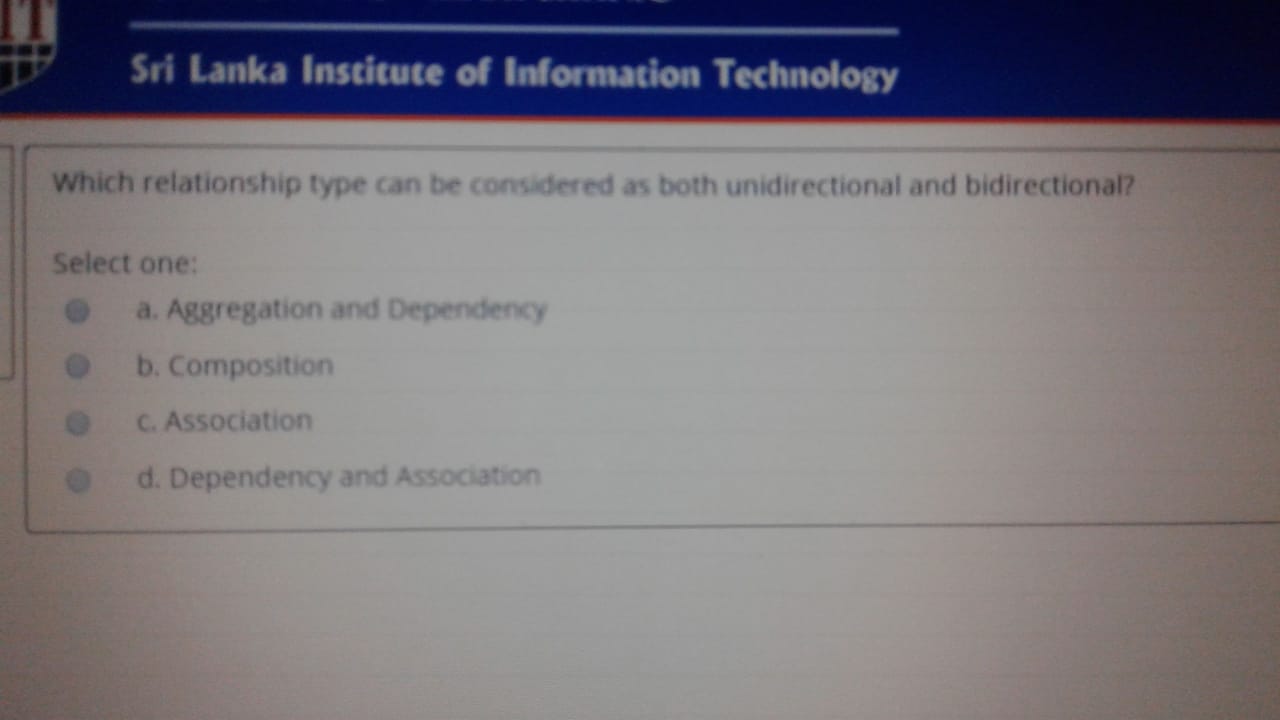 IT
Sri Lanka Institute of Information Technology
Which relationship type can be considered as both unidirectional and bidirectional?
Select one:
a. Aggregation and Dependency
b. Composition
c. Association
d. Dependency and Association